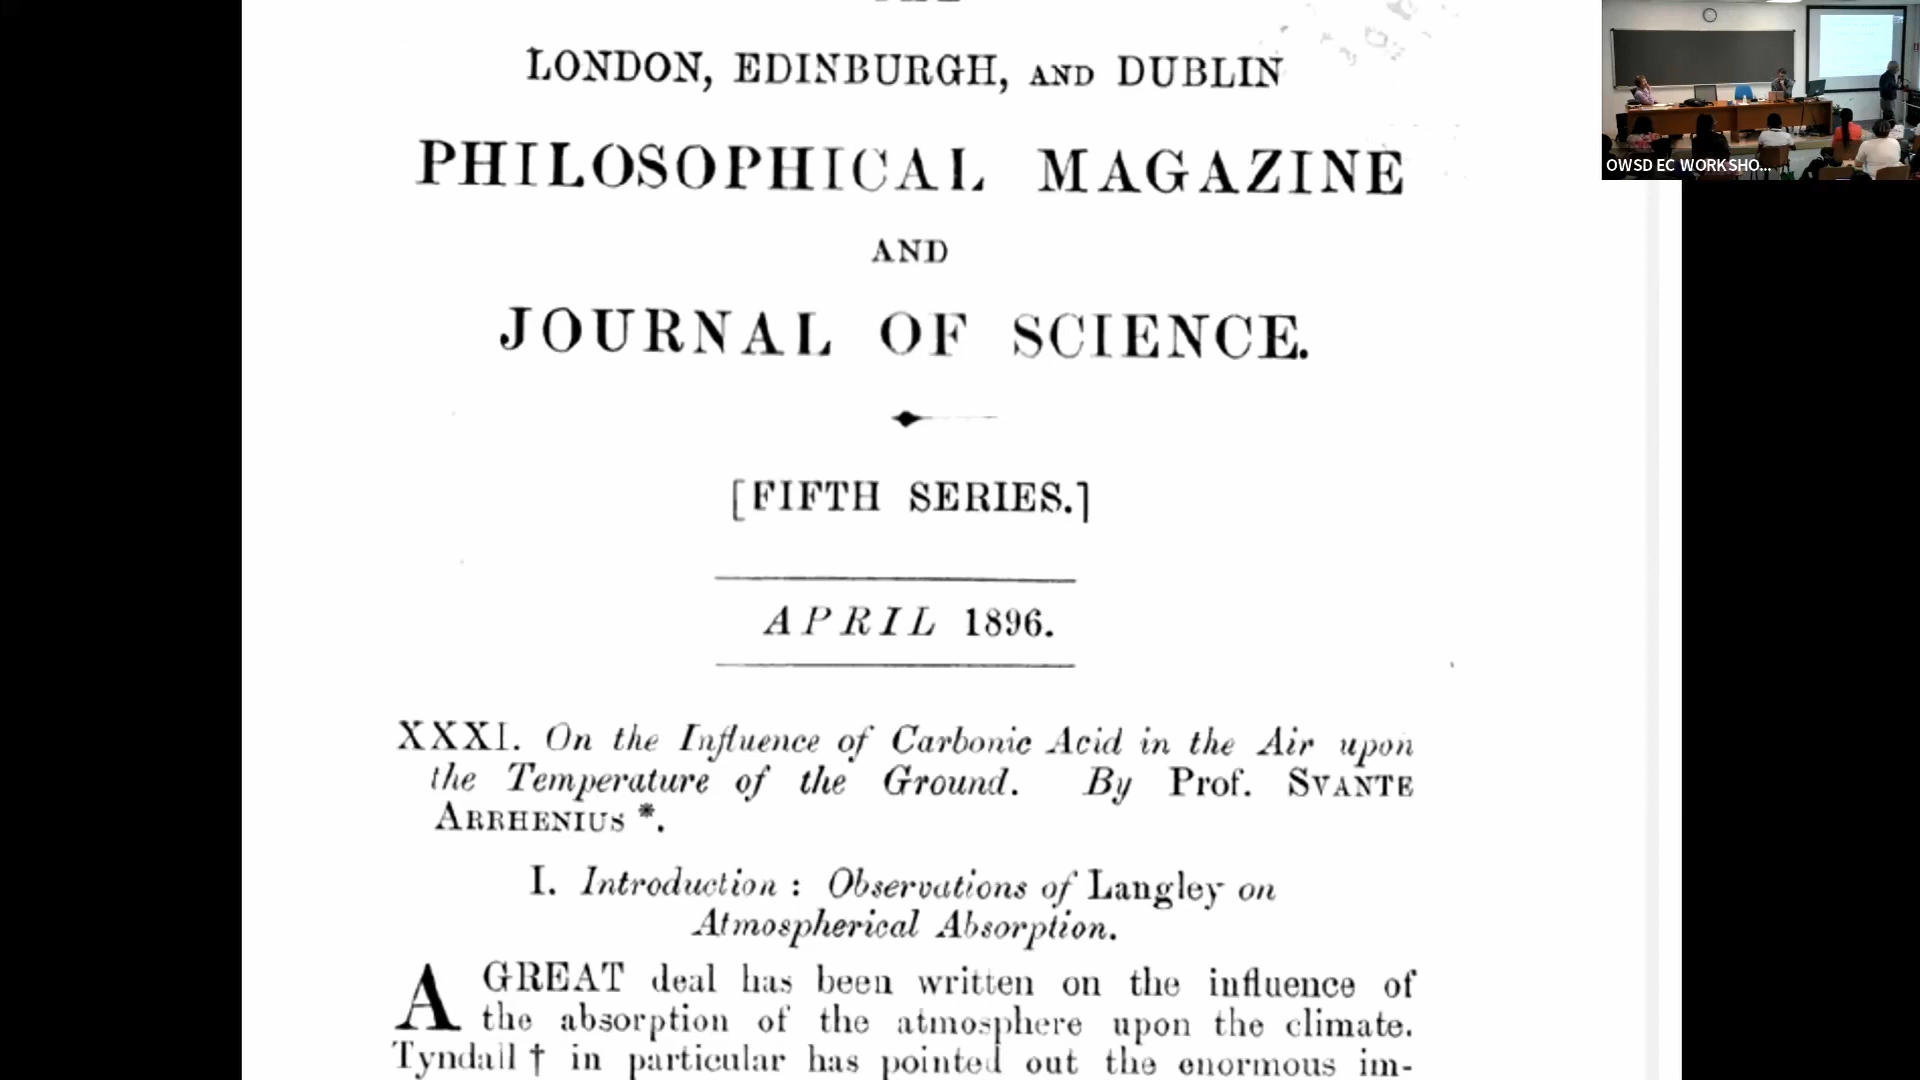 LONDON, EDINBURGH, AND DUBLIN
PHILOSOPHICAL MAGAZINE
AND
JOURNAL OF SCIENCE.
[FIFTH SERIES.]
APRIL 1896.
XXXI. On the Influence of Carbonic Acid in the Air upon
the Temperature of the Ground. By Prof. SVANTE
ARRHENIUS *.
I. Introduction: Observations of Langley on
Atmospherical Absorption.
A GREAT deal has been written on the influence of
the absorption of the atmosphere upon the climate.
Tyndall † in particular has pointed out the enormous im-
OWSD EC WORKSHO...